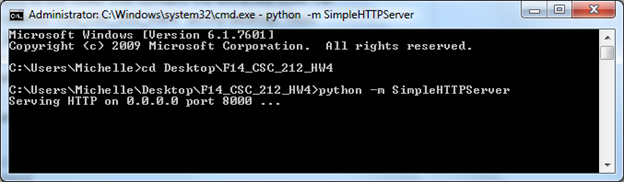 Administrator: C:\Windows\system32\cmd.exe - python  -m SimpleHTTPServer
Microsoft Windows [Version 6.1.7601]
Copyright (c) 2009 Microsoft Corporation.  All rights reserved.
C:\Users\Michelle>cd Desktop\F14_CSC_212_HW4
C:\Users\Michelle\Desktop\F14_CSC_212_HW4>python -m SimpleHTTPServer
Serving HTTP on 0.0.0.0 port 8000 ...